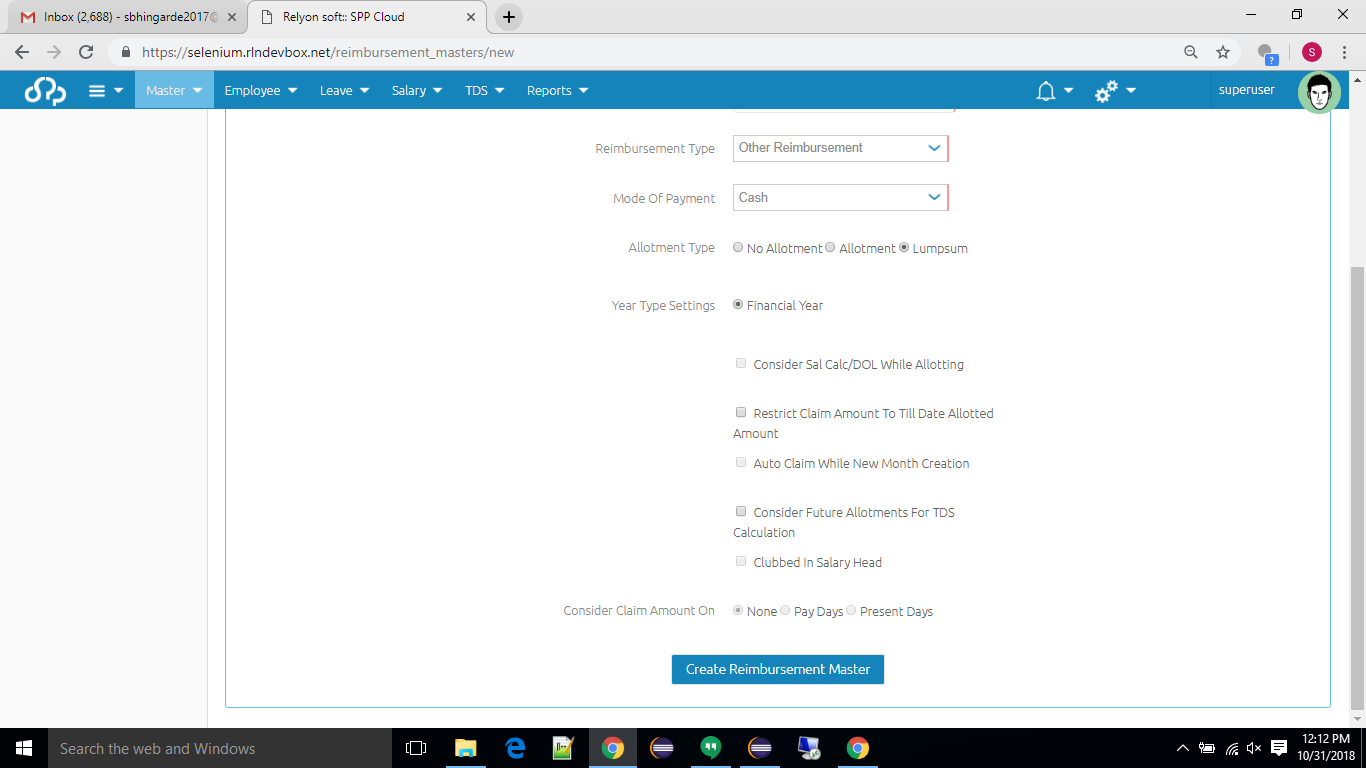 Inbox (2,688) - sbhingarde2017@
Relyon soft:: SPP Cloud
https://selenium.rlndevbox.net/reimbursement_masters/new
S
?
Master
Employee
Leave
Salary
TDS
Reports
superuser
Reimbursement Type
Other Reimbursement
Mode Of Payment
Cash
Allotment Type
No Allotment
Allotment
Lumpsum
Year Type Settings
Financial Year
Consider Sal Calc/DOL While Allotting
Restrict Claim Amount To Till Date Allotted
Amount
Auto Claim While New Month Creation
Consider Future Allotments For TDS
Calculation
Clubbed In Salary Head
Consider Claim Amount On
None
Pay Days
Present Days
Create Reimbursement Master
Search the web and Windows
12:12 PM
10/31/2018